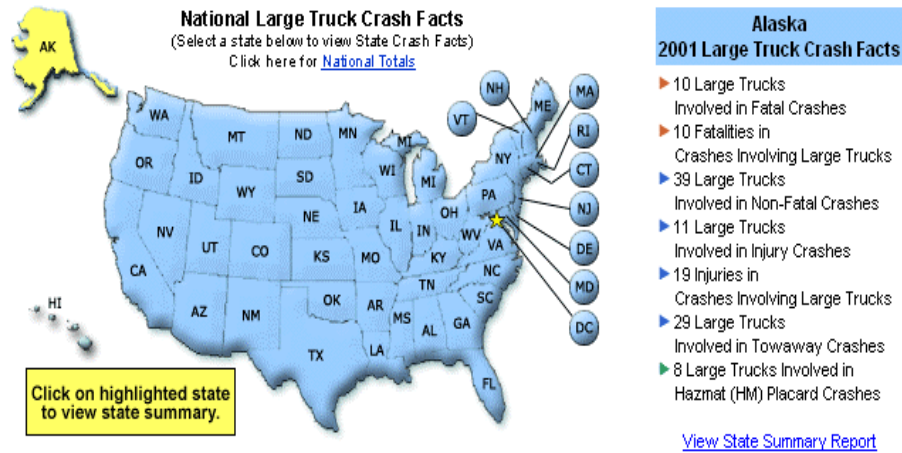 National Large Truck Crash Facts
(Select a state below to view State Crash Facts)
Click here for National Totals
AK
WA
MT
ND
MN
OR
ID
WY
SD
WI
MI
MI
NY
ME
VT
NH
MA
RI
CT
NJ
DE
MD
DC
NV
UT
CO
NE
IA
IL
IN
OH
PA
WV
VA
CA
AZ
NM
KS
MO
KY
OK
AR
TN
NC
SC
TX
LA
MS
AL
GA
FL
HI
Click on highlighted state
to view state summary.
Alaska
2001 Large Truck Crash Facts
10 Large Trucks
Involved in Fatal Crashes
10 Fatalities in
Crashes Involving Large Trucks
39 Large Trucks
Involved in Non-Fatal Crashes
11 Large Trucks
Involved in Injury Crashes
19 Injuries in
Crashes Involving Large Trucks
29 Large Trucks
Involved in Towaway Crashes
8 Large Trucks Involved in
Hazmat (HM) Placard Crashes
View State Summary Report